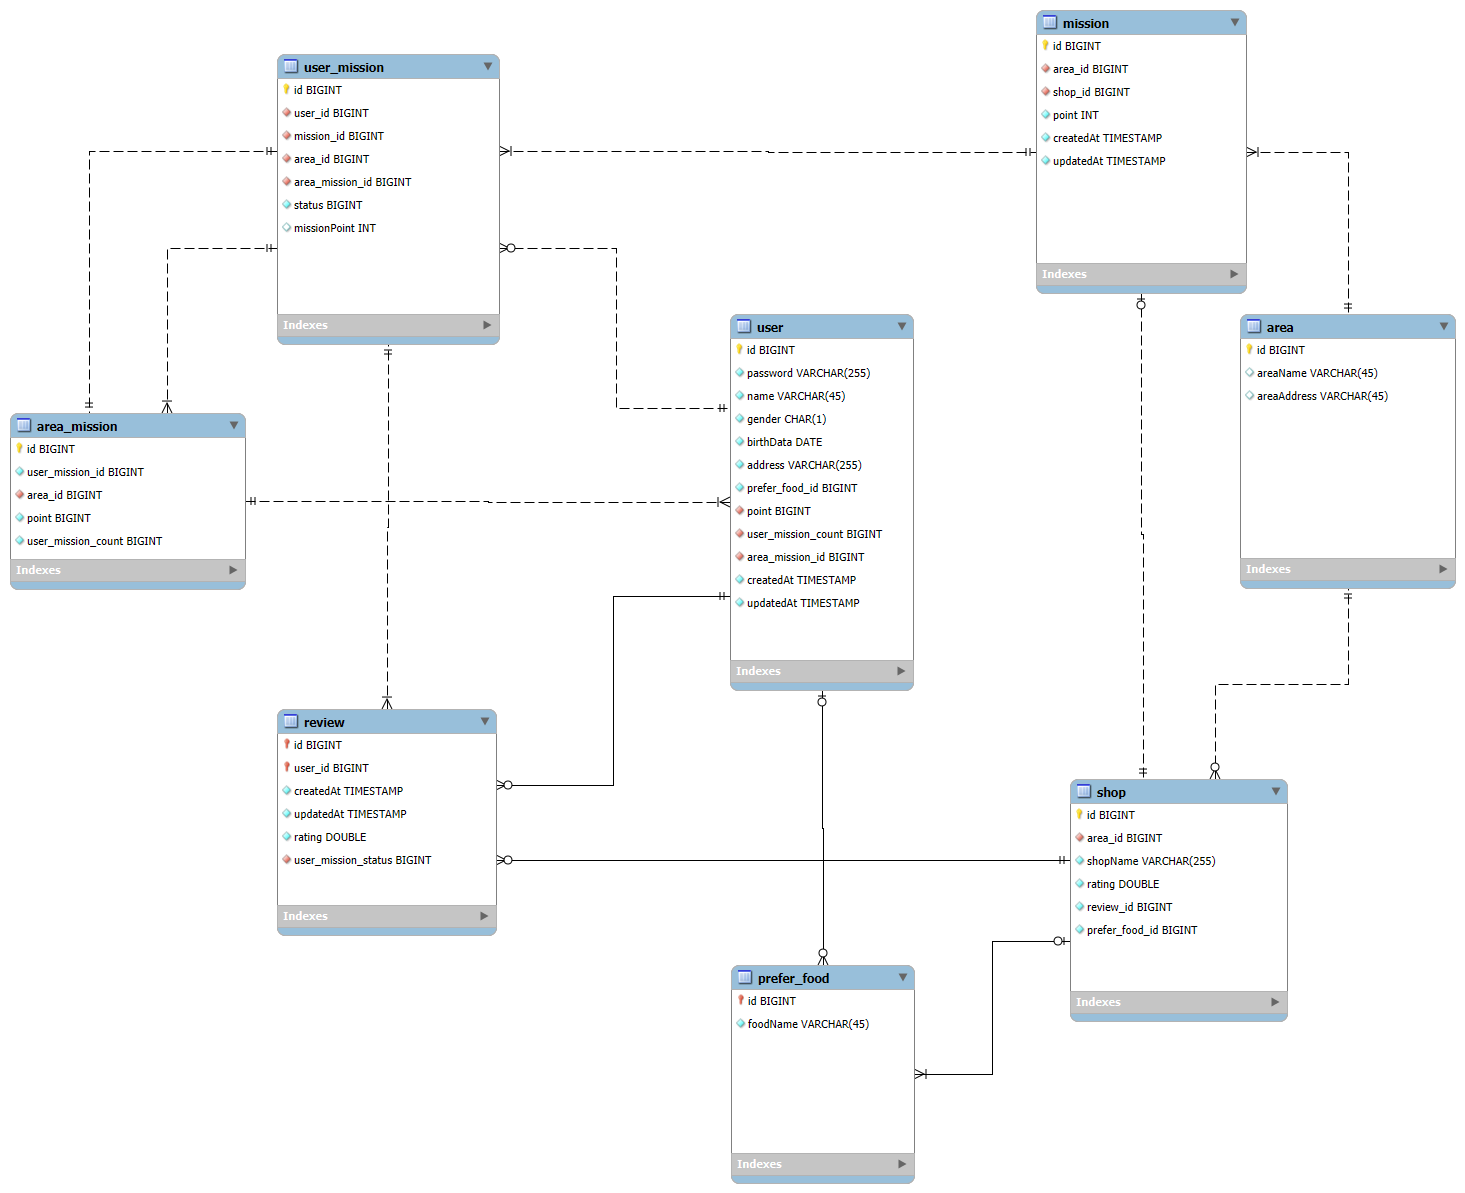 mission
id BIGINT
area_id BIGINT
shop_id BIGINT
point INT
createdAt TIMESTAMP
updatedAt TIMESTAMP
Indexes
user_mission
id BIGINT
user_id BIGINT
mission_id BIGINT
area_id BIGINT
area_mission_id BIGINT
status BIGINT
missionPoint INT
Indexes
user
id BIGINT
password VARCHAR(255)
name VARCHAR(45)
gender CHAR(1)
birthData DATE
address VARCHAR(255)
prefer_food_id BIGINT
point BIGINT
user_mission_count BIGINT
area_mission_id BIGINT
createdAt TIMESTAMP
updatedAt TIMESTAMP
Indexes
area
id BIGINT
areaName VARCHAR(45)
areaAddress VARCHAR(45)
Indexes
area_mission
id BIGINT
user_mission_id BIGINT
area_id BIGINT
point BIGINT
user_mission_count BIGINT
Indexes
review
id BIGINT
user_id BIGINT
createdAt TIMESTAMP
updatedAt TIMESTAMP
rating DOUBLE
user_mission_status BIGINT
Indexes
shop
id BIGINT
area_id BIGINT
shopName VARCHAR(255)
rating DOUBLE
review_id BIGINT
prefer_food_id BIGINT
Indexes
prefer_food
id BIGINT
foodName VARCHAR(45)
Indexes